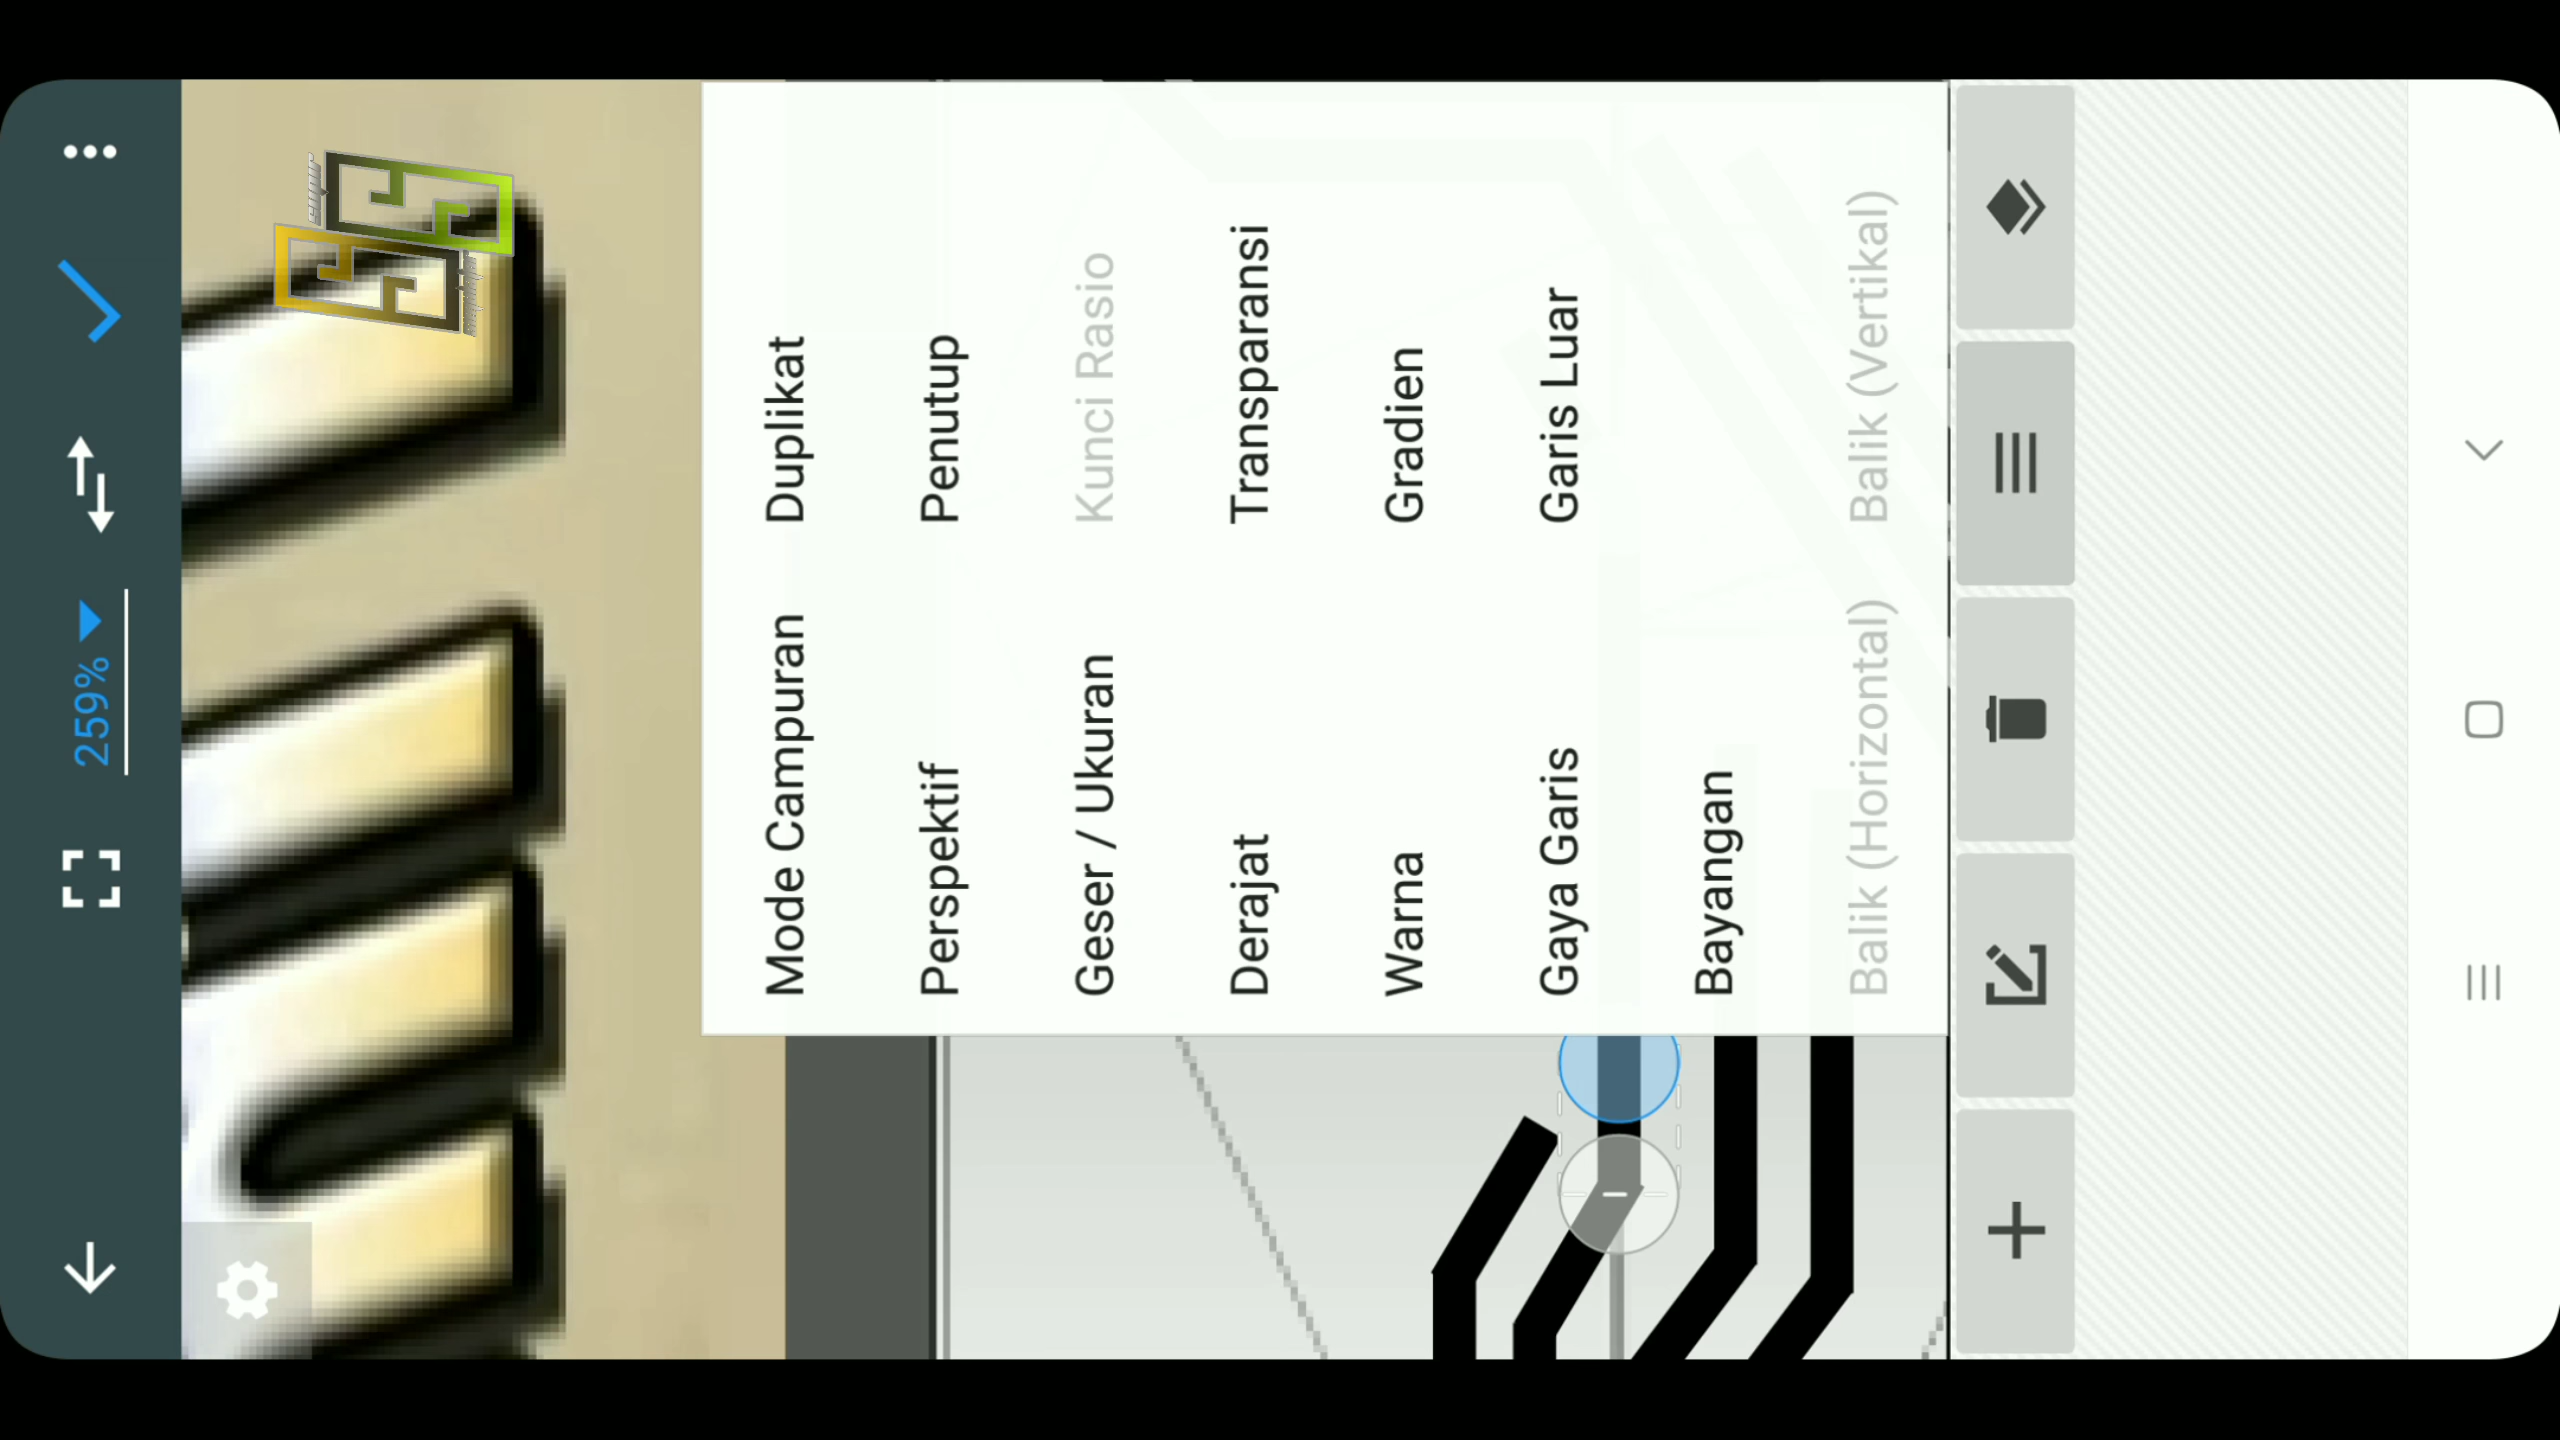 259%
Mode Campuran Duplikat
Perspektif Penutup
Geser / Ukuran Kunci Rasio
Derajat Transparansi
Warna Gradien
Gaya Garis Garis Luar
Bayangan
Balik (Horizontal) Balik (Vertikal)